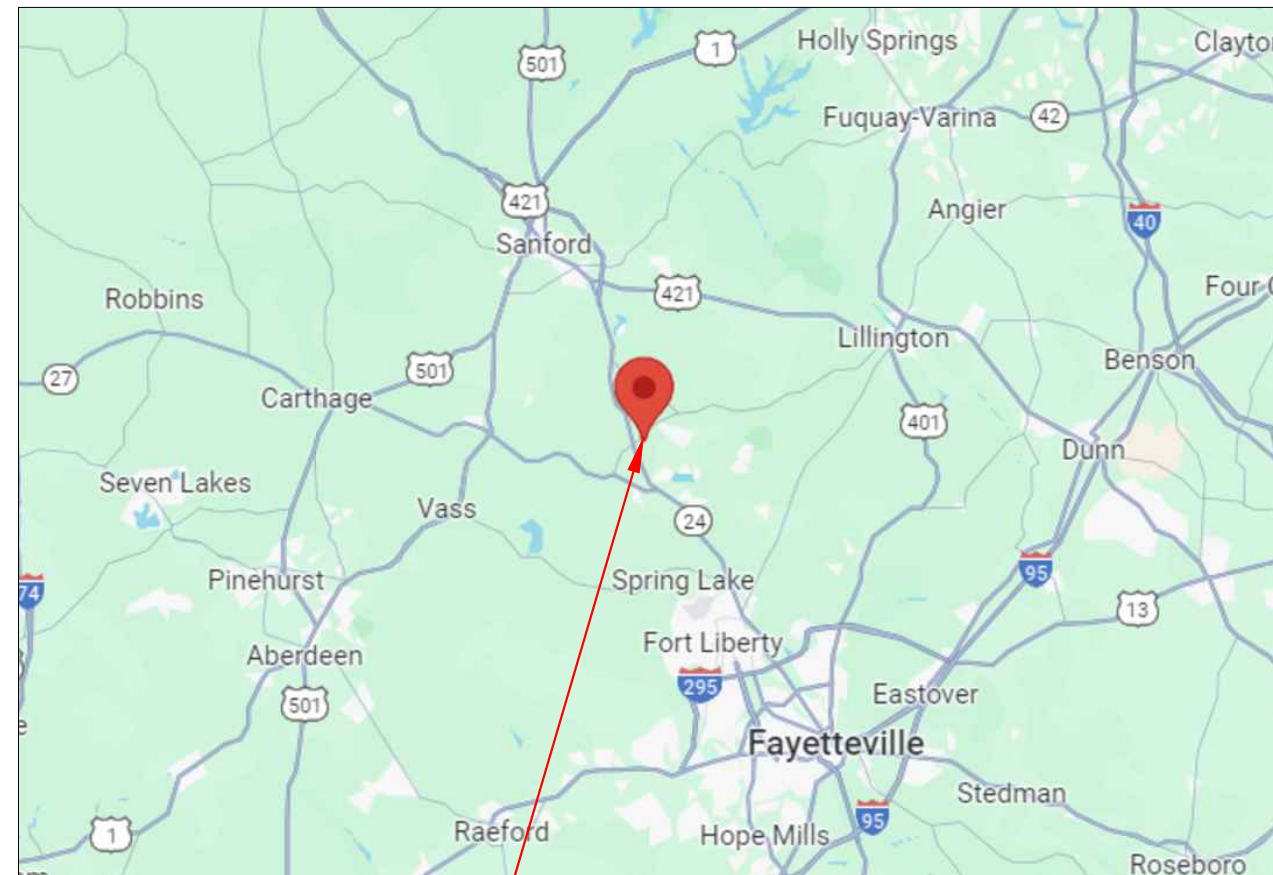 1
Holly Springs
Clayto
501
Fuquay-Varina
42
421
Angier
40
Sanford
421
Four
Robbins
Lillington
Benson
27
501
Carthage
401
Dunn
Seven Lakes
Vass
24
Pinehurst
Spring Lake
95
74
13
Fort Liberty
Aberdeen
295
Eastover
501
e
Fayetteville
Stedman
1
Raeford
Hope Mills
95
Roseboro